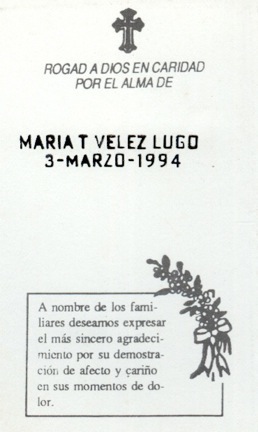 ROGAD A DIOS EN CARIDAD
POR EL ALMA DE
MARIA T VELEZ LUGO
3-MARZO-1994
A nombre de los fami-
liares deseamos expresar
el más sincero agradeci-
miento por su demostra-
ción de afecto y cariño
en sus momentos de do-
lor.